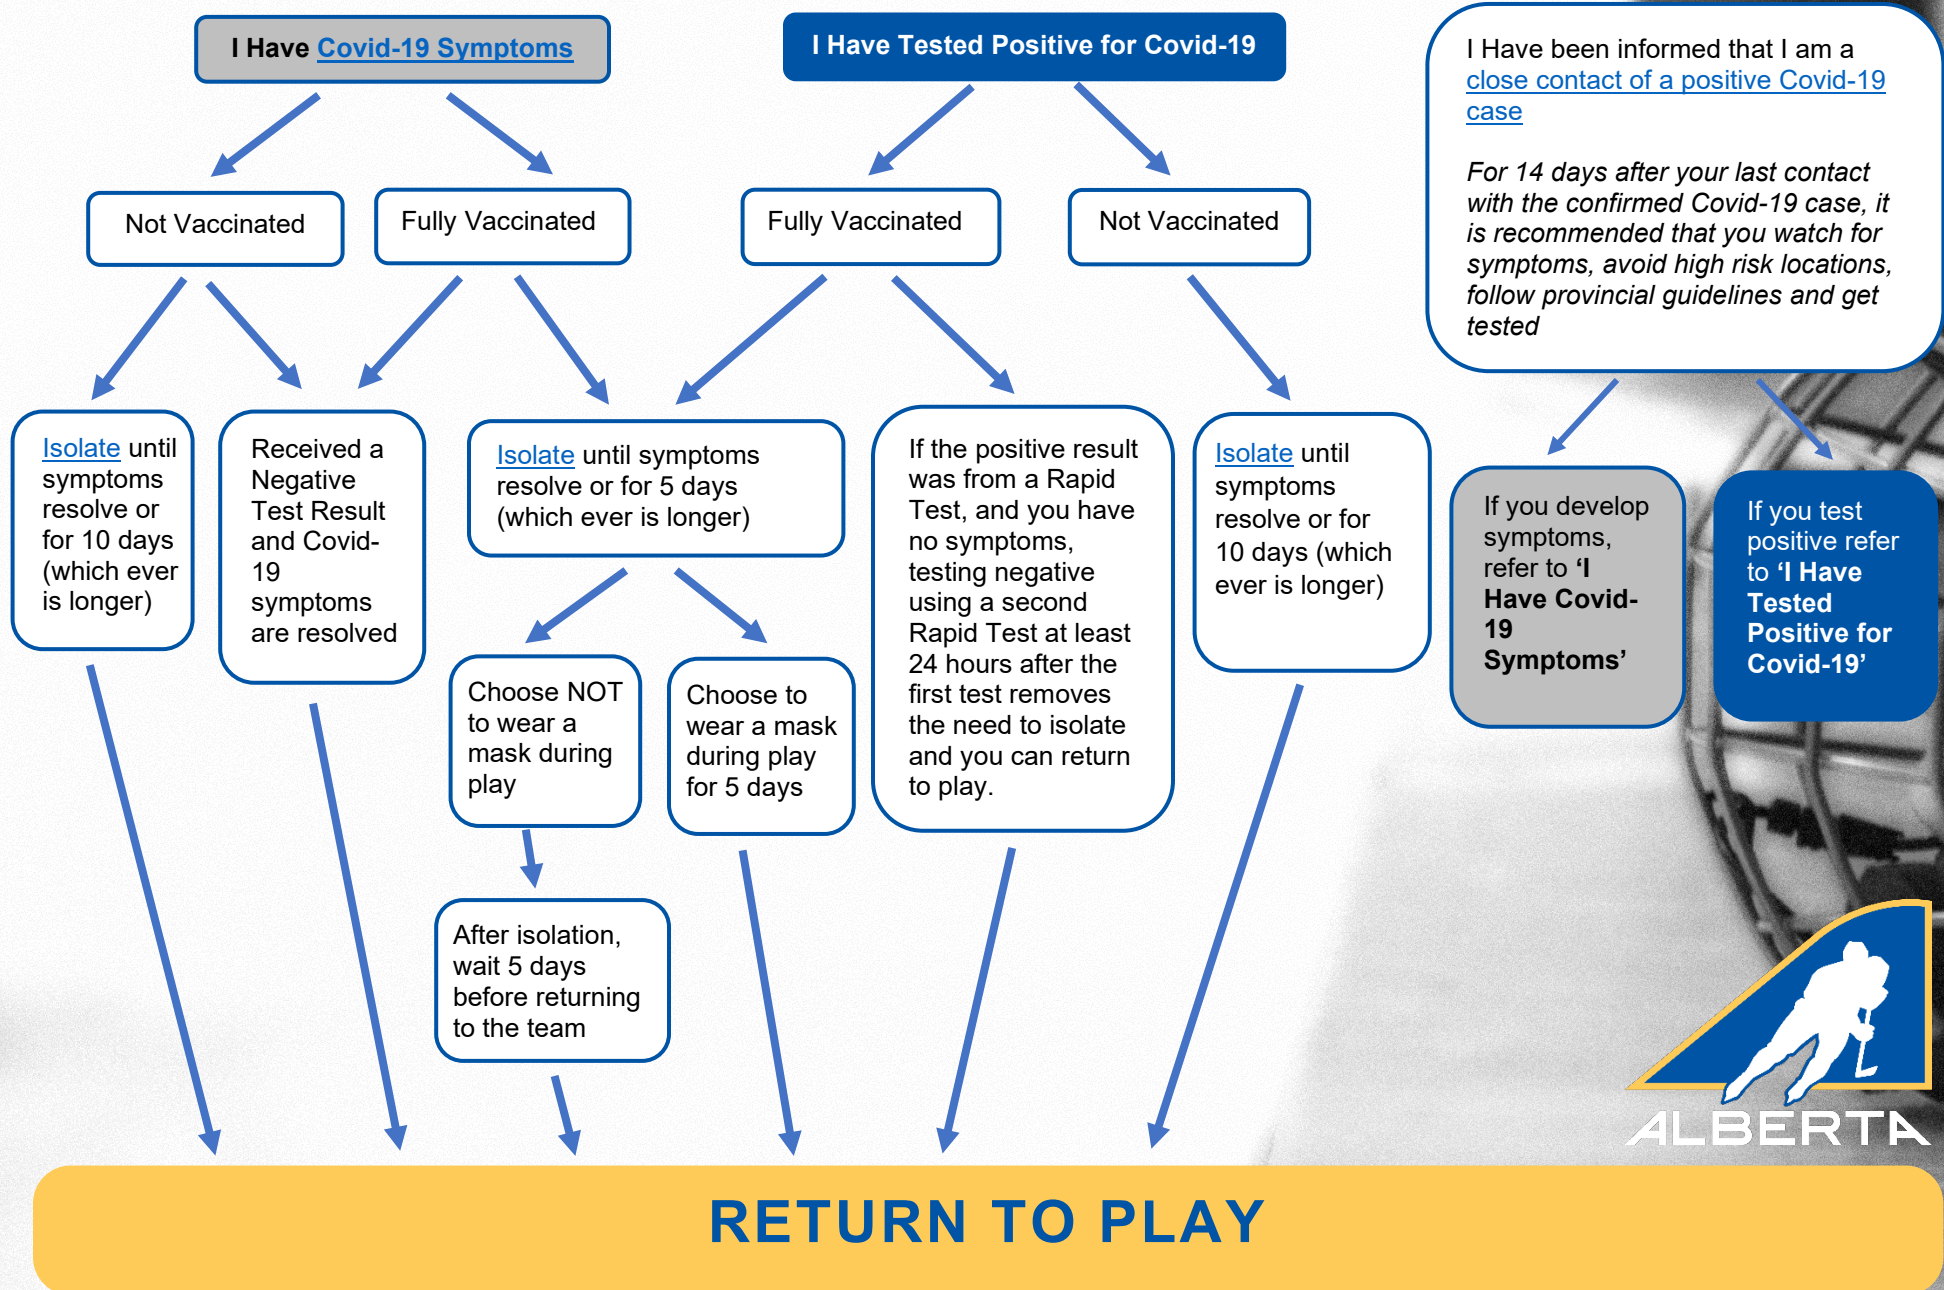 I Have Covid-19 Symptoms
I Have Tested Positive for Covid-19
I Have been informed that I am a
close contact of a positive Covid-19
case
For 14 days after your last contact
with the confirmed Covid-19 case, it
is recommended that you watch for
symptoms, avoid high risk locations,
follow provincial guidelines and get
tested
Not Vaccinated
Fully Vaccinated
Fully Vaccinated
Not Vaccinated
Isolate until
symptoms
resolve or
for 10 days
(which ever
is longer)
Received a
Negative
Test Result
and Covid-
19
symptoms
are resolved
Isolate until symptoms
resolve or for 5 days
(which ever is longer)
If the positive result
was from a Rapid
Test, and you have
no symptoms,
testing negative
using a second
Rapid Test at least
24 hours after the
first test removes
the need to isolate
and you can return
to play.
Isolate until
symptoms
resolve or for
10 days (which
ever is longer)
If you develop
symptoms,
refer to ‘I
Have Covid-
19
Symptoms’
If you test
positive refer
to ‘I Have
Tested
Positive for
Covid-19’
Choose NOT
to wear a
mask during
play
Choose to
wear a mask
during play
for 5 days
After isolation,
wait 5 days
before returning
to the team
ALBERTA
RETURN TO PLAY